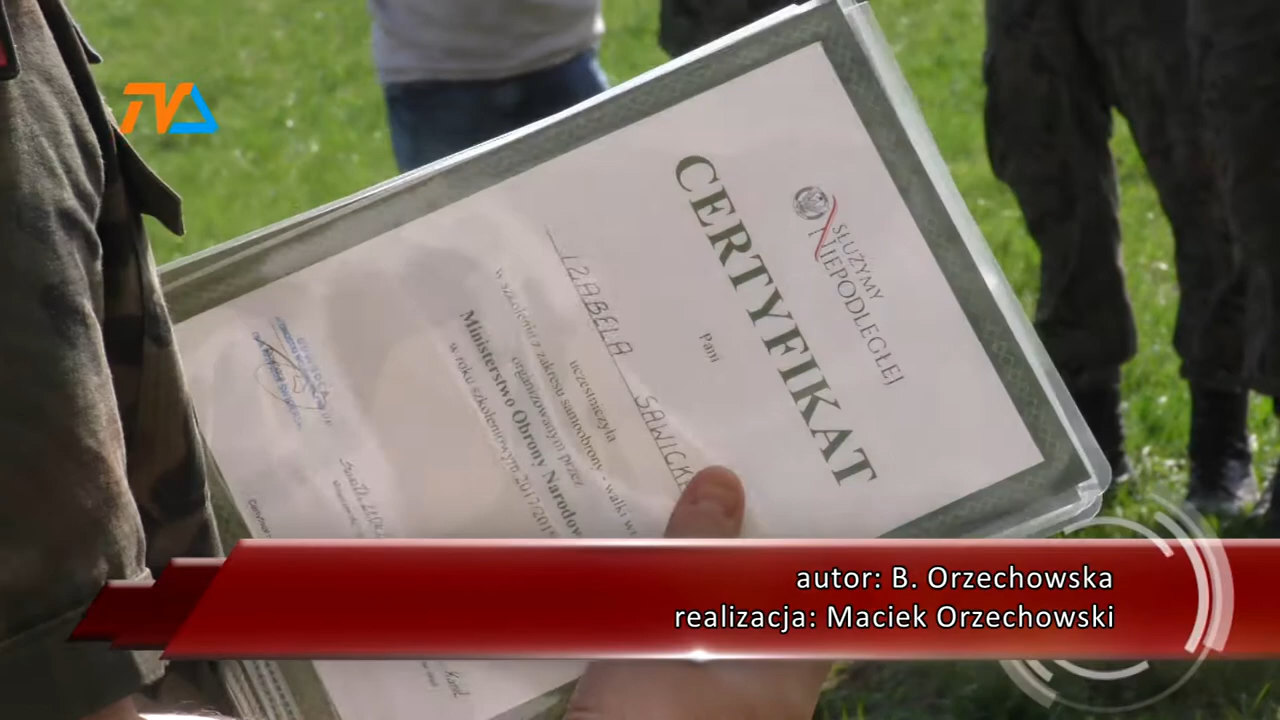 TVA
SŁUŻYMY
NIEPODLEGŁEJ
CERTYFIKAT
Pani
IZABELA SAWICK
uczestniczyła
w szkoleniu z zakresu samoobrony - walki w
organizowanym przez
Ministerstwo Obrony Narodow
w roku szkoleniowym 2017/201
autor: B. Orzechowska
realizacja: Maciek Orzechowski